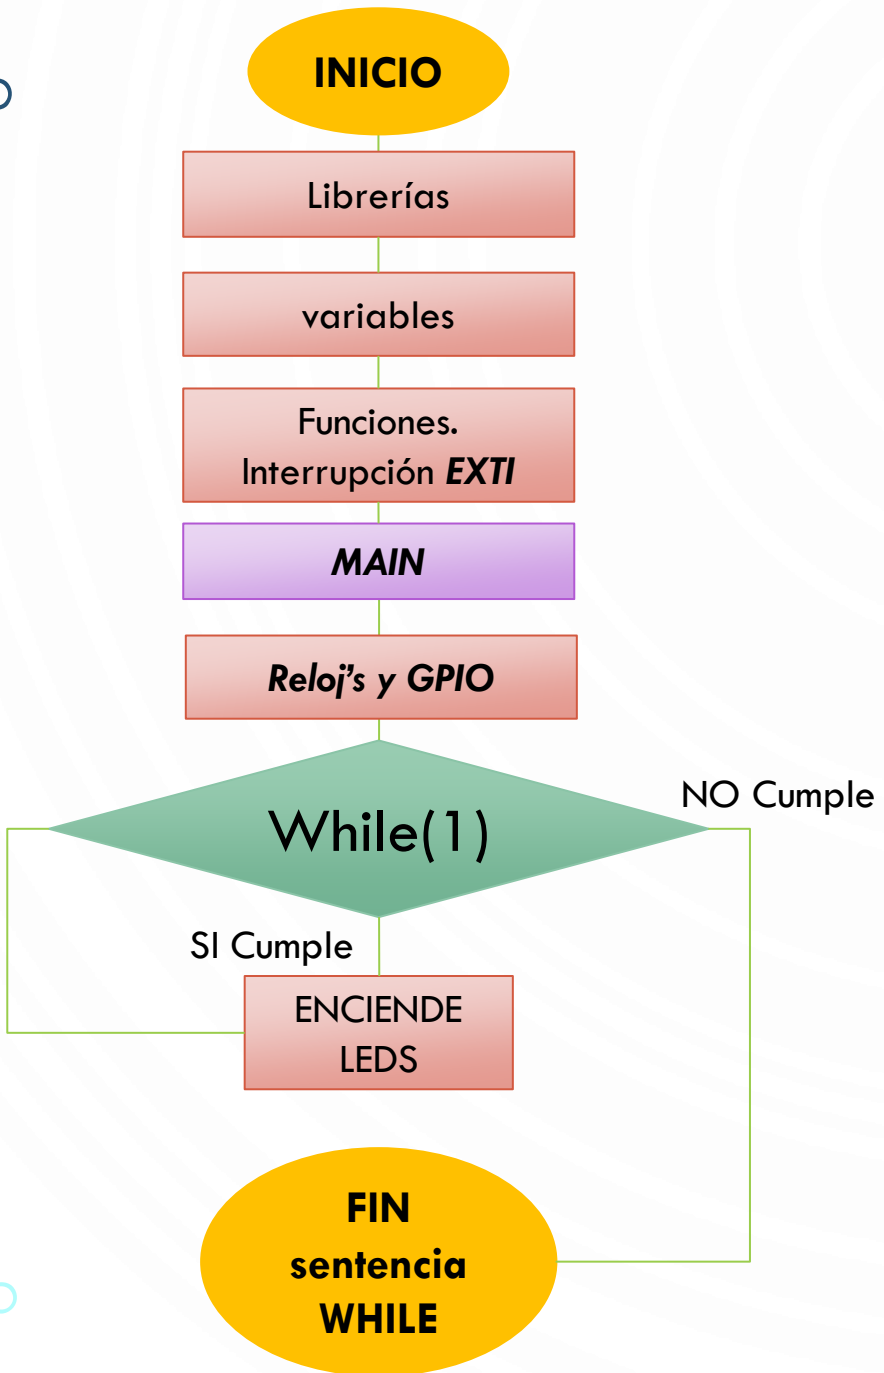 INICIO
Librerías
variables
Funciones.
Interrupción EXTI
MAIN
Reloj’s y GPIO
While(1)
NO Cumple
SI Cumple
ENCIENDE
LEDS
FIN
sentencia
WHILE